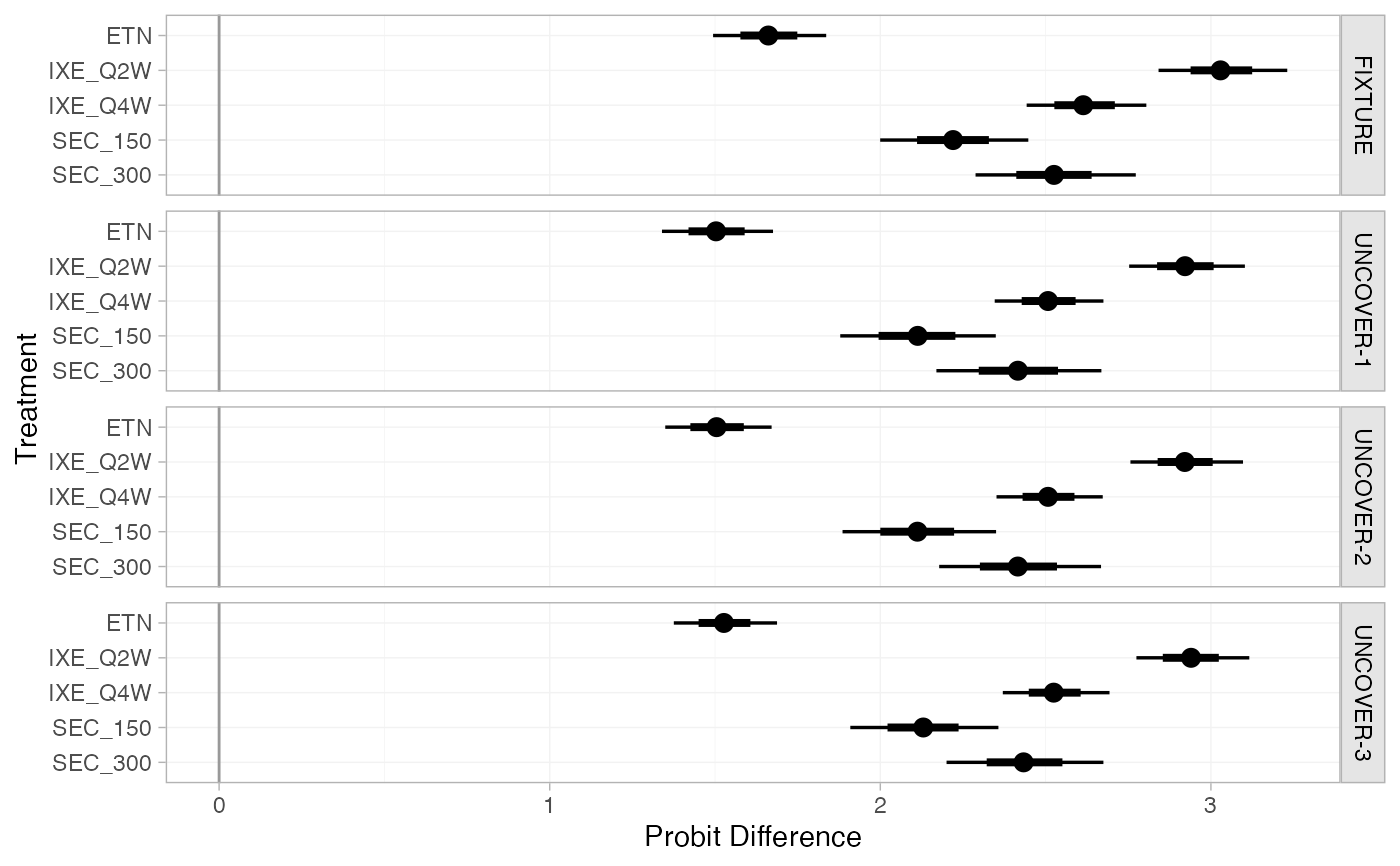 ETN
IXE_Q2W
IXE_Q4W
SEC_150
SEC_300
FIXTURE
ETN
IXE_Q2W
IXE_Q4W
SEC_150
SEC_300
UNCOVER-1
ETN
IXE_Q2W
IXE_Q4W
SEC_150
SEC_300
UNCOVER-2
ETN
IXE_Q2W
IXE_Q4W
SEC_150
SEC_300
UNCOVER-3
Treatment
0 1 2 3
Probit Difference